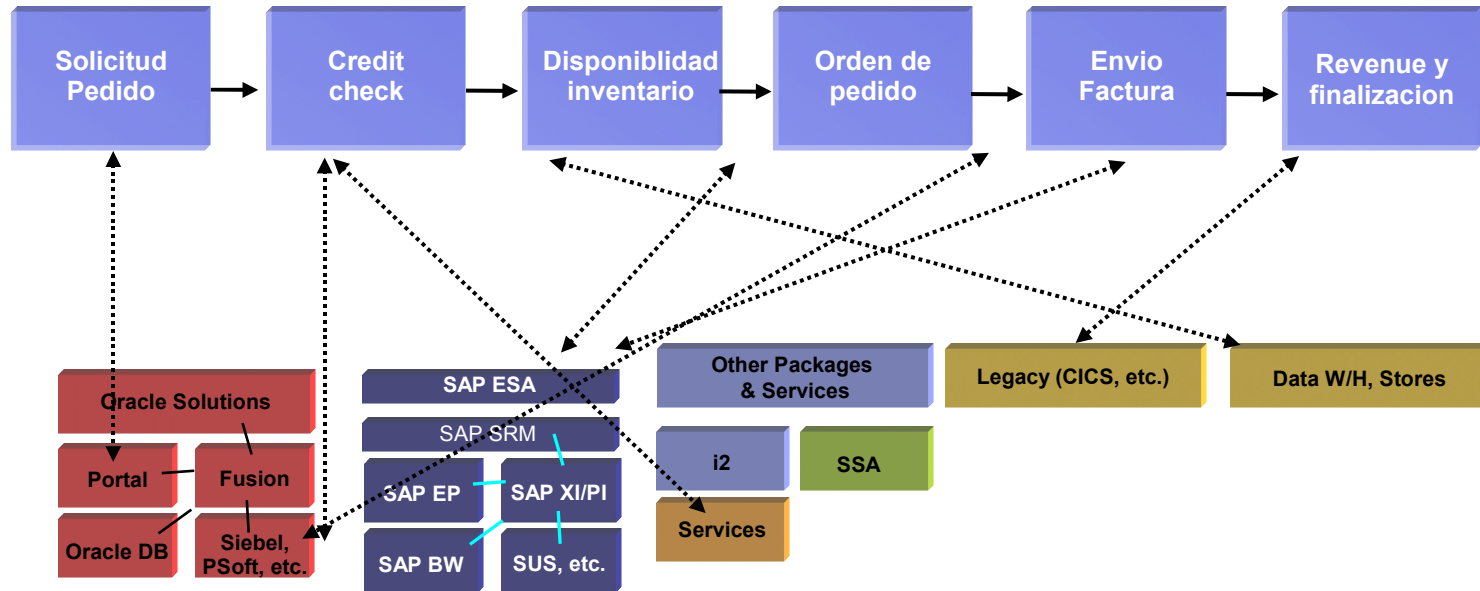 Solicitud
Pedido
Credit
check
Disponiblidad
inventario
Orden de
pedido
Envio
Factura
Revenue y
finalizacion
Oracle Solutions
Portal
Fusion
Oracle DB
Siebel,
PSoft, etc.
SAP ESA
SAP SRM
SAP EP
SAP XI/PI
SAP BW
SUS, etc.
Other Packages
& Services
i2
SSA
Services
Legacy (CICS, etc.)
Data W/H, Stores